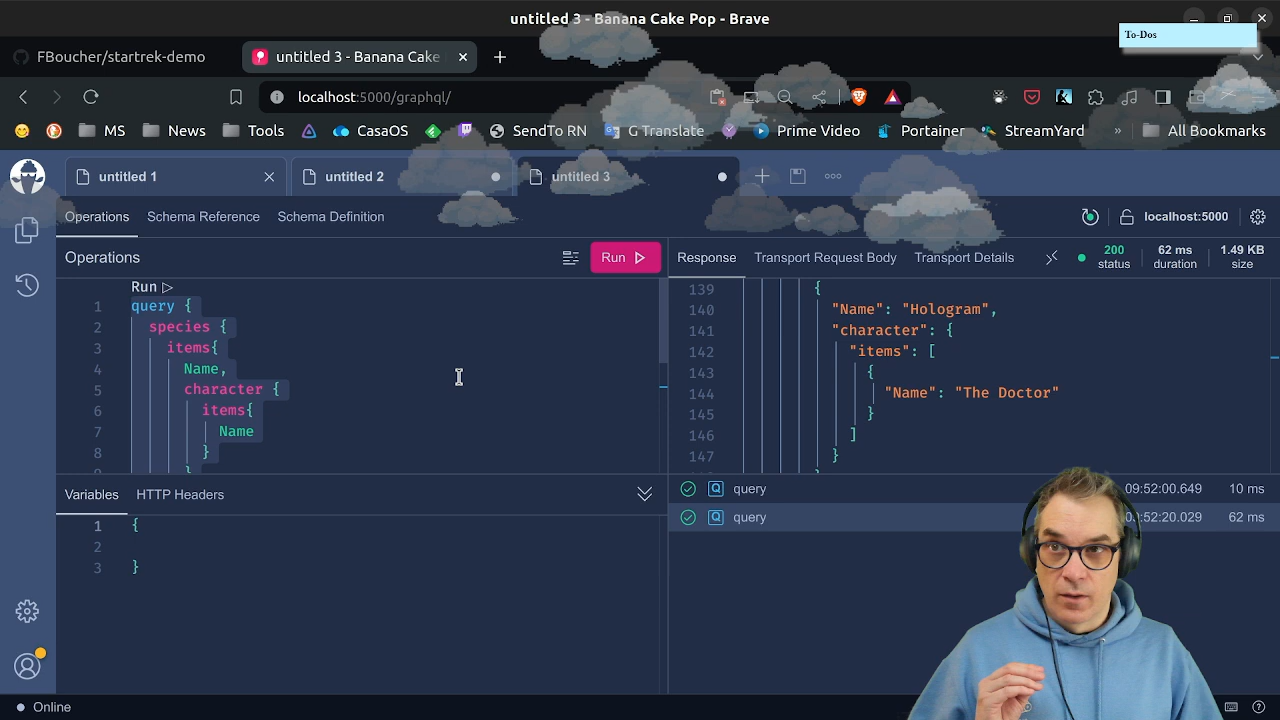 untitled 3 - Banana Cake Pop - Brave
To-Dos
FBoucher/startrek-demo
untitled 3 - Banana Cake
localhost:5000/graphql/
MS
News
Tools
CasaOS
SendTo RN
G Translate
Prime Video
Portainer
StreamYard
»
All Bookmarks
untitled 1
untitled 2
untitled 3
Operations
Schema Reference
Schema Definition
localhost:5000
Operations
Run
Response
Transport Request Body
Transport Details
200
status
62 ms
duration
1.49 KB
size
Run
1 query {
2 species {
3 items{
4 Name,
5 character {
6 items{
7 Name
8 }
9 }
139 {
140 "Name": "Hologram",
141 "character": {
142 "items": [
143 {
144 "Name": "The Doctor"
145 }
146 ]
147 }
Variables
HTTP Headers
1 {
2
3 }
Q query 09:52:00.649 10 ms
Q query 09:52:20.029 62 ms
Online